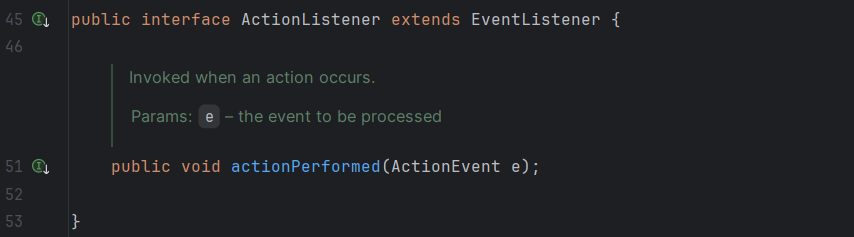 45 public interface ActionListener extends EventListener {
46
Invoked when an action occurs.
Params: e – the event to be processed
51 public void actionPerformed(ActionEvent e);
52
53 }